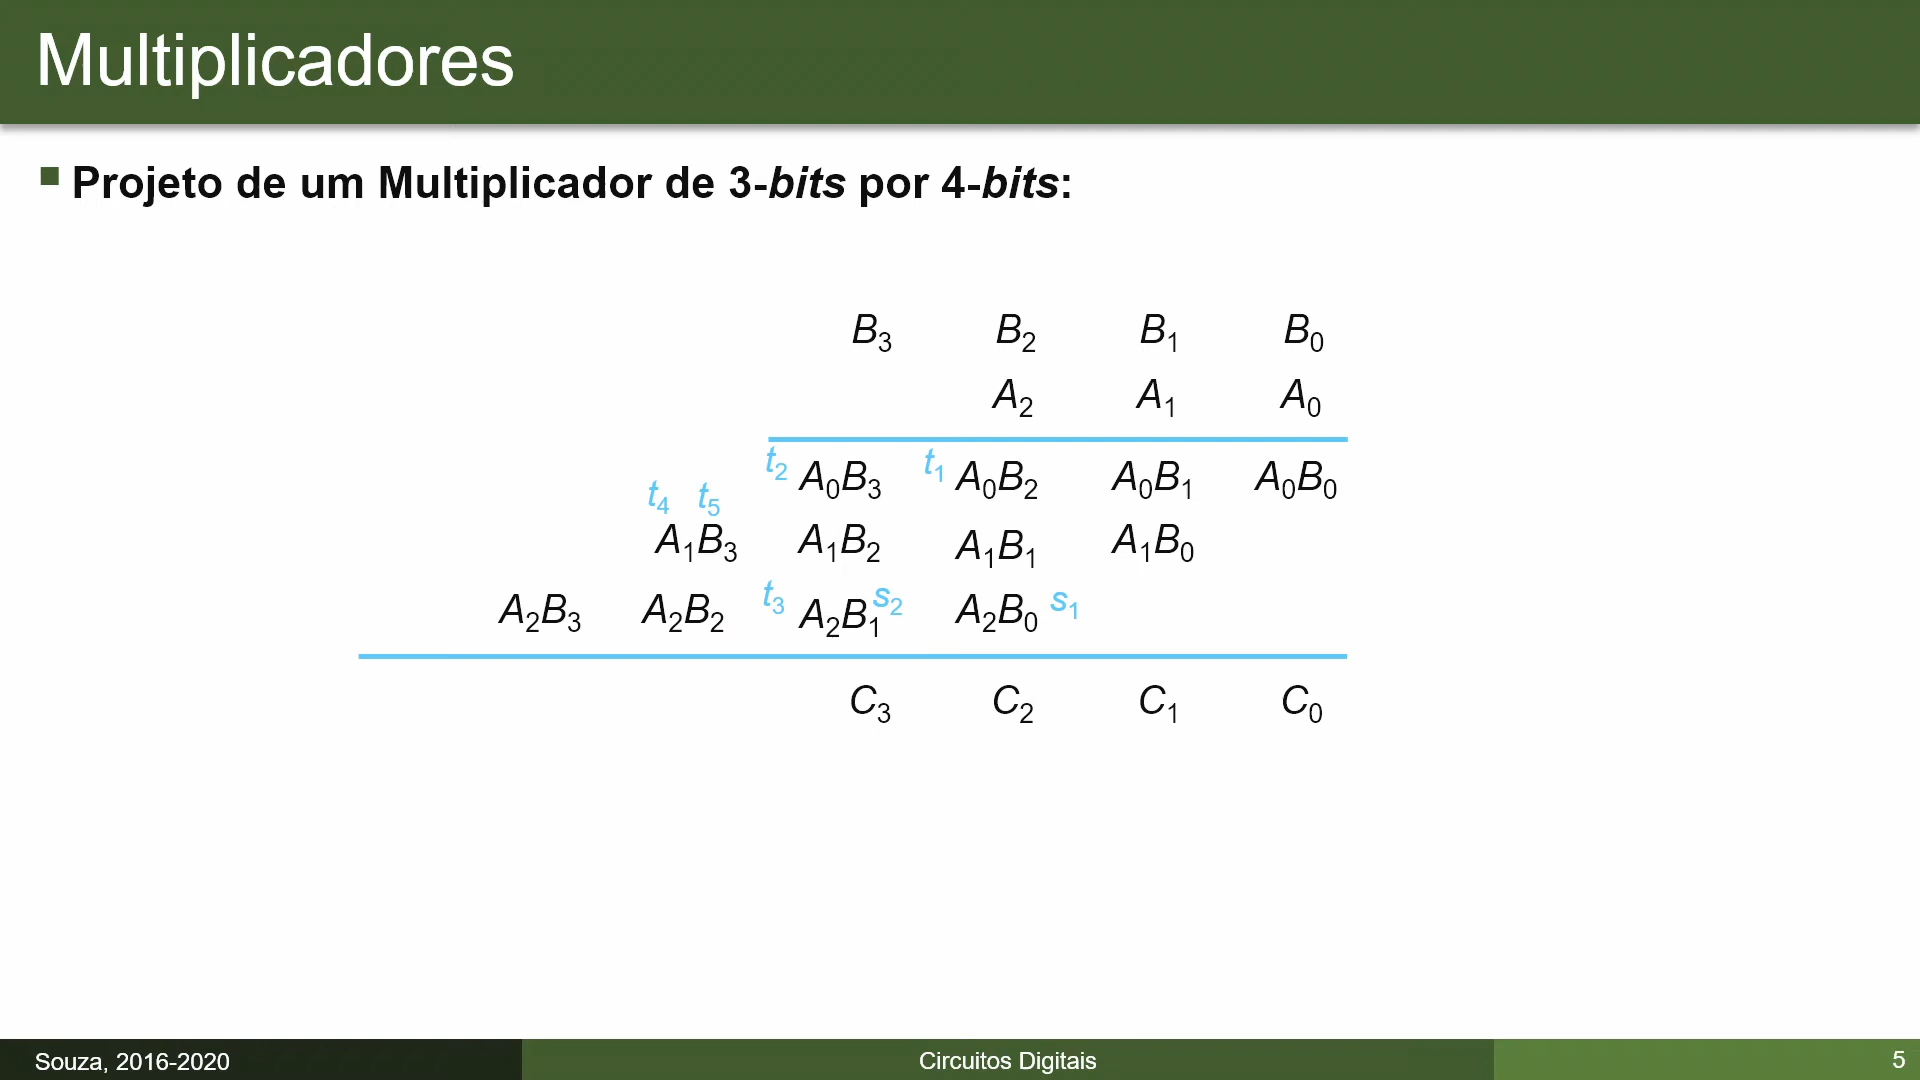 Multiplicadores
Projeto de um Multiplicador de 3-bits por 4-bits:
B₃ B₂ B₁ B₀
A₂ A₁ A₀
t₂ A₀B₃ t₁ A₀B₂ A₀B₁ A₀B₀
t₄ t₅
A₁B₃ A₁B₂ A₁B₁ A₁B₀
A₂B₃ A₂B₂ t₃ A₂B₁ s₂ A₂B₀ s₁
C₃ C₂ C₁ C₀
Souza, 2016-2020 Circuitos Digitais 5